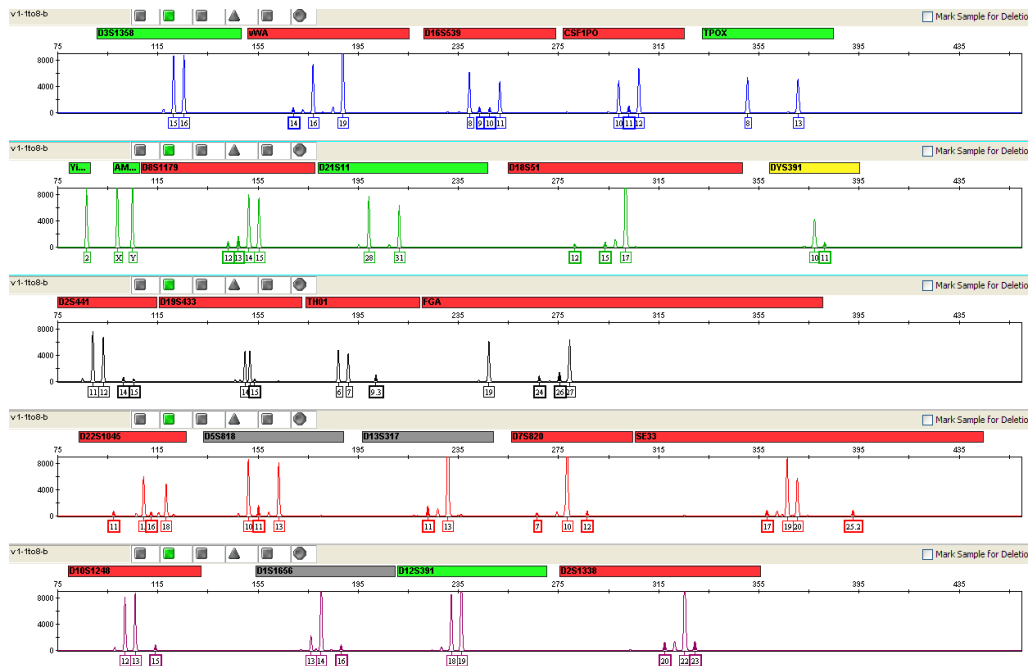 v1-1to8-b Mark Sample for Deletio
D3S1358 vWA D16S539 CSF1PO TPOX
75 115 155 195 235 275 315 355 395 435
8000
4000
0
15 16 14 16 19 8 9 10 11 10 11 12 8 13
v1-1to8-b Mark Sample for Deletio
Yi... AM... D8S1179 D21S11 D18S51 DYS391
75 115 155 195 235 275 315 355 395 435
8000
4000
0
2 X Y 12 13 14 15 28 31 12 15 17 10 11
v1-1to8-b Mark Sample for Deletio
D2S441 D19S433 TH01 FGA
75 115 155 195 235 275 315 355 395 435
8000
4000
0
11 12 14 15 14 15 6 7 9.3 19 24 26 27
v1-1to8-b Mark Sample for Deletio
D22S1045 D5S818 D13S317 D7S820 SE33
75 115 155 195 235 275 315 355 395 435
8000
4000
0
11 16 18 10 11 13 11 13 7 10 12 17 19 20 25.2
v1-1to8-b Mark Sample for Deletio
D10S1248 D1S1656 D12S391 D2S1338
75 115 155 195 235 275 315 355 395 435
8000
4000
0
12 13 15 13 14 16 18 19 20 22 23